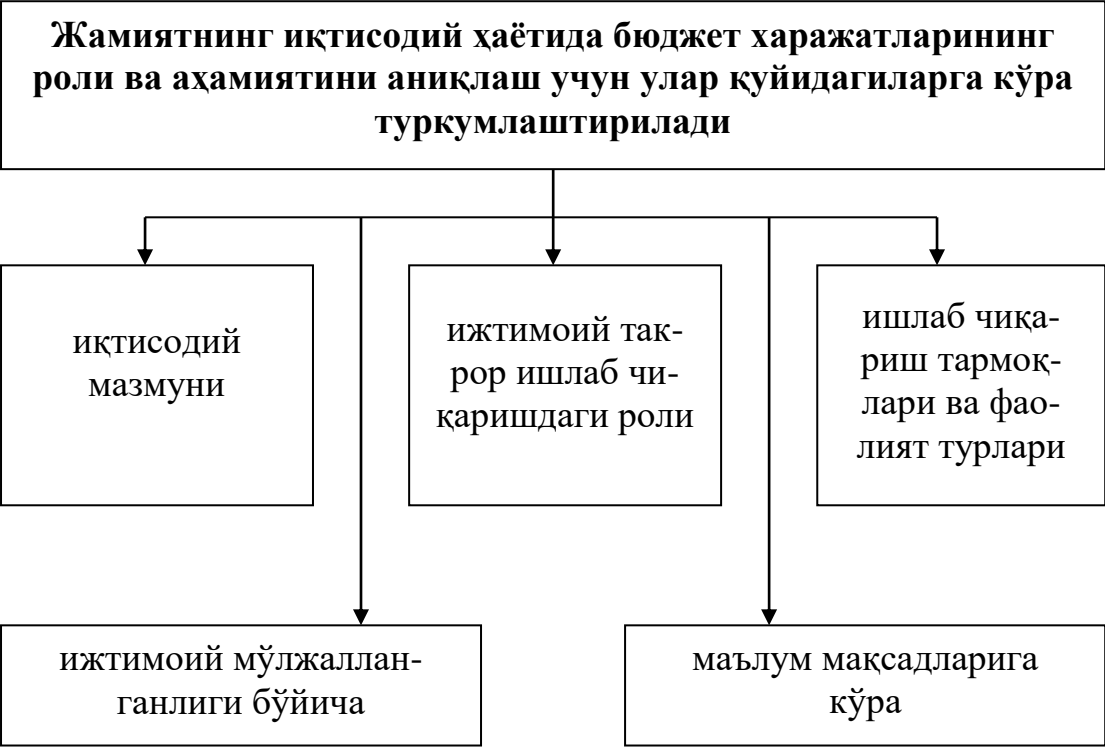 Жамиятнинг иқтисодий ҳаётида бюджет харажатларининг
роли ва аҳамиятини аниқлаш учун улар қуйидагиларга кўра
туркумлаштирилади
иқтисодий
мазмуни
ижтимоий так-
рор ишлаб чи-
қаришдаги роли
ишлаб чиқа-
риш тармоқ-
лари ва фао-
лият турлари
ижтимоий мўлжаллан-
ганлиги бўйича
маълум мақсадларига
кўра